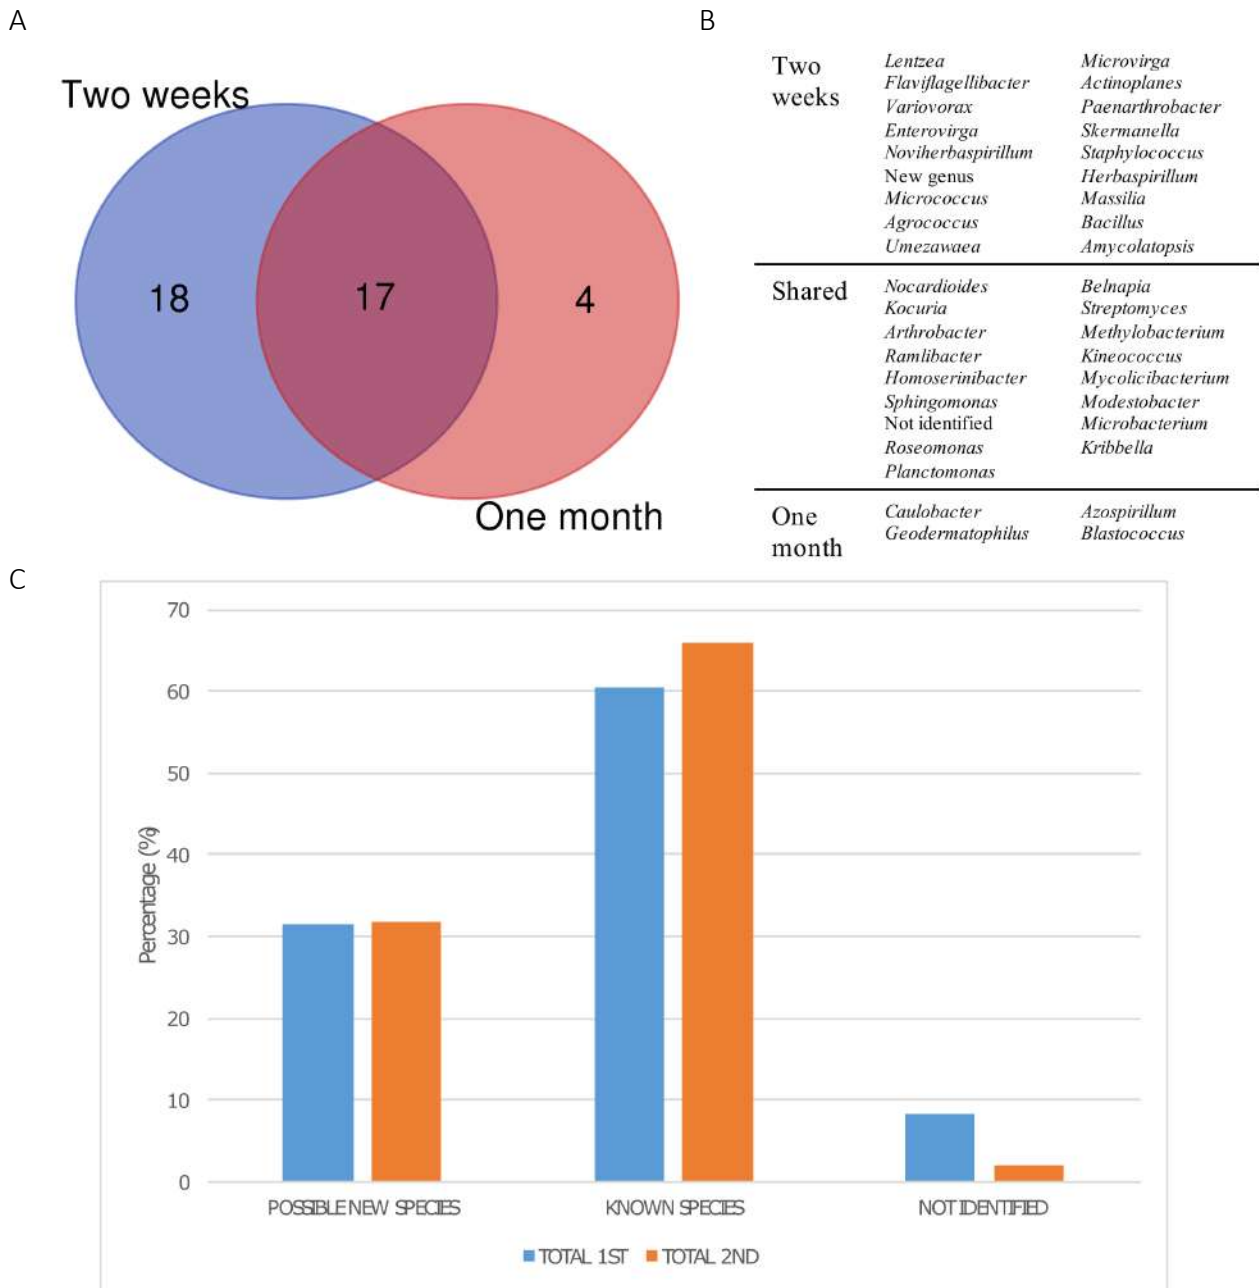 A
Two weeks
18
17
4
One month
B
Two weeks
Lentzea Microvirga
Flaviflagellibacter Actinoplanes
Variovorax Paenarthrobacter
Enterovirga Skermanella
Noviherbaspirillum Staphylococcus
New genus Herbaspirillum
Micrococcus Massilia
Agrococcus Bacillus
Umezawaea Amycolatopsis
Shared
Nocardioides Belnapia
Kocuria Streptomyces
Arthrobacter Methylobacterium
Ramlibacter Kineococcus
Homoserinibacter Mycolicibacterium
Sphingomonas Modestobacter
Not identified Microbacterium
Roseomonas Kribbella
Planctomonas
One month
Caulobacter Azospirillum
Geodermatophilus Blastococcus
C
Percentage (%)
70
60
50
40
30
20
10
0
POSSIBLE NEW SPECIES
KNOWN SPECIES
NOT IDENTIFIED
TOTAL 1ST TOTAL 2ND